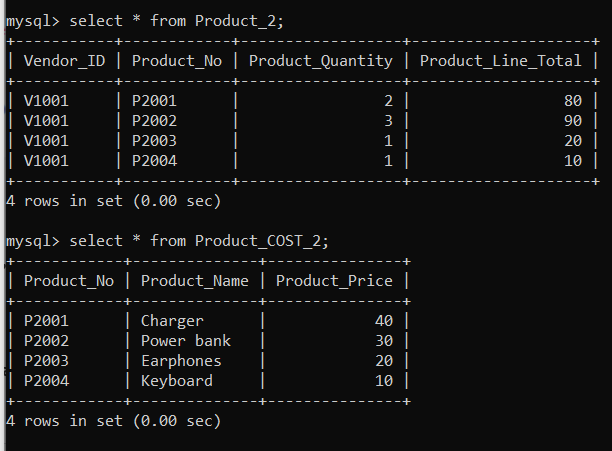 mysql> select * from Product_2;
+-----------+------------+------------------+--------------------+
| Vendor_ID | Product_No | Product_Quantity | Product_Line_Total |
+-----------+------------+------------------+--------------------+
| V1001     | P2001      |                2 |                 80 |
| V1001     | P2002      |                3 |                 90 |
| V1001     | P2003      |                1 |                 20 |
| V1001     | P2004      |                1 |                 10 |
+-----------+------------+------------------+--------------------+
4 rows in set (0.00 sec)
mysql> select * from Product_COST_2;
+------------+--------------+---------------+
| Product_No | Product_Name | Product_Price |
+------------+--------------+---------------+
| P2001      | Charger      |            40 |
| P2002      | Power bank   |            30 |
| P2003      | Earphones    |            20 |
| P2004      | Keyboard     |            10 |
+------------+--------------+---------------+
4 rows in set (0.00 sec)